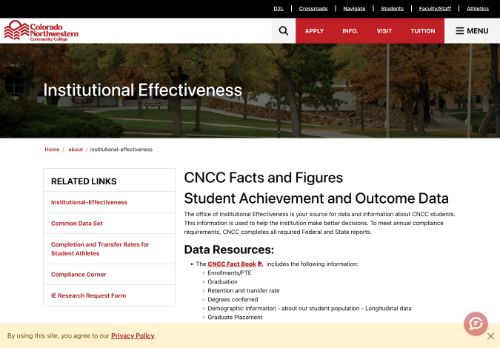 D2L | Crossroads | Navigate | Students | Faculty/Staff | Athletics
Colorado
Northwestern
Community College
APPLY INFO. VISIT TUITION MENU
Institutional Effectiveness
Home / about / institutional-effectiveness
RELATED LINKS
Institutional-Effectiveness
Common Data Set
Completion and Transfer Rates for
Student Athletes
Compliance Corner
IE Research Request Form
CNCC Facts and Figures
Student Achievement and Outcome Data
The office of Institutional Effectiveness is your source for data and information about CNCC students.
This information is used to help the institution make better decisions. To meet annual compliance
requirements, CNCC completes all required Federal and State reports.
Data Resources:
• The CNCC Fact Book, includes the following information:
○ Enrollments/FTE
○ Graduation
○ Retention and transfer rate
○ Degrees conferred
○ Demographic information - about our student population - Longitudinal data
○ Graduate Placement
By using this site, you agree to our Privacy Policy